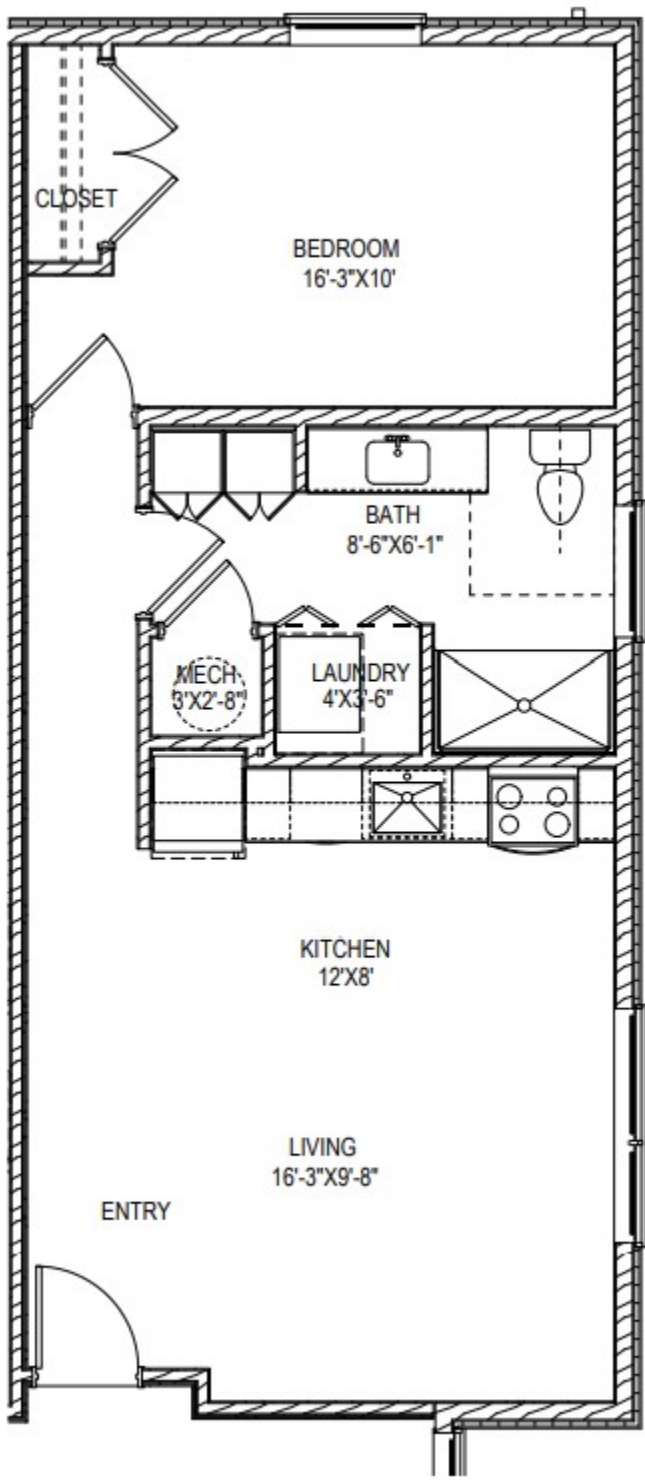 CLOSET
BEDROOM
16'-3"X10'
BATH
8'-6"X6'-1"
MECH
3'X2'-8"
LAUNDRY
4'X3'-6"
KITCHEN
12'X8'
LIVING
16'-3"X9'-8"
ENTRY